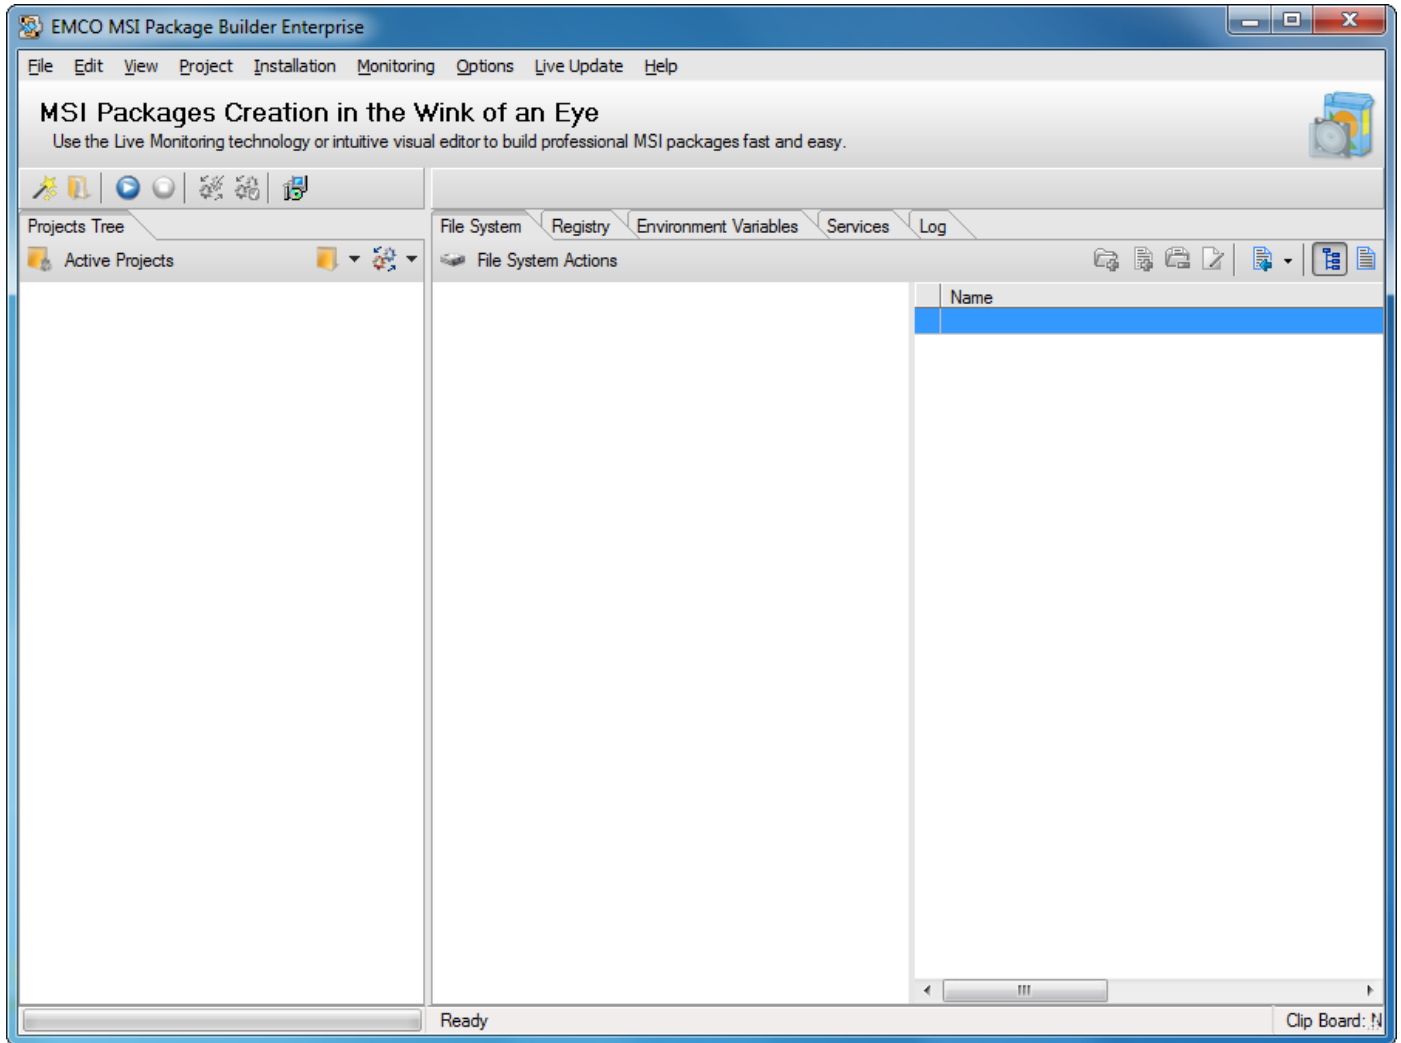 EMCO MSI Package Builder Enterprise
File Edit View Project Installation Monitoring Options Live Update Help
MSI Packages Creation in the Wink of an Eye
Use the Live Monitoring technology or intuitive visual editor to build professional MSI packages fast and easy.
Projects Tree
File System Registry Environment Variables Services Log
Active Projects
File System Actions
Name
Ready
Clip Board: